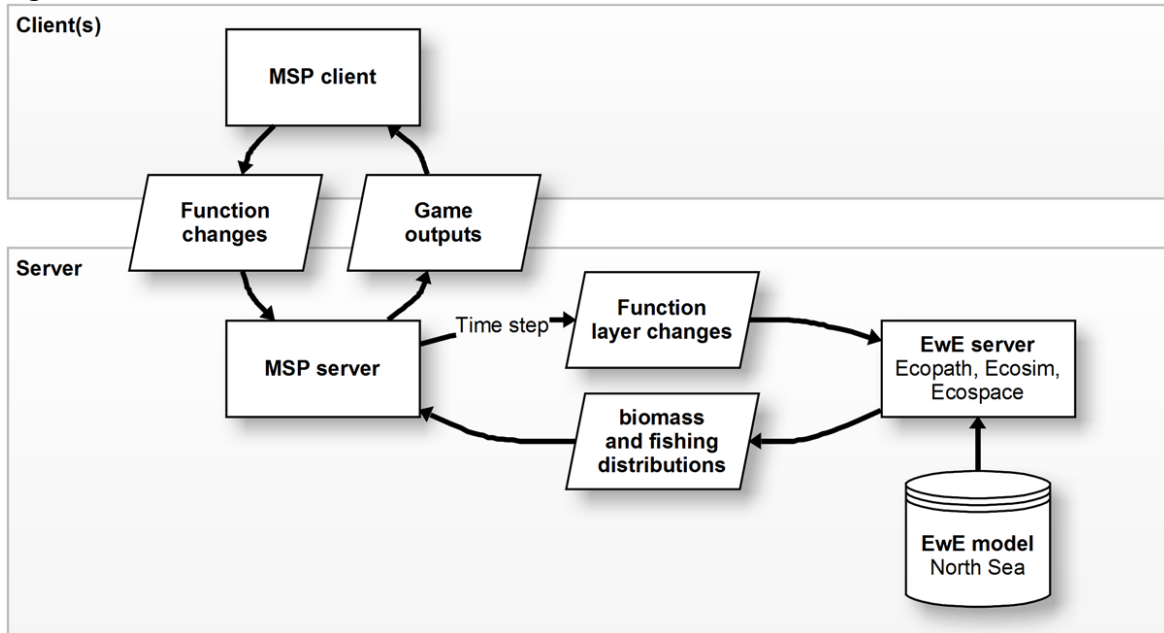 Client(s)
MSP client
Function
changes
Game
outputs
Server
MSP server
Time step
Function
layer changes
EwE server
Ecopath, Ecosim,
Ecospace
biomass
and fishing
distributions
EwE model
North Sea